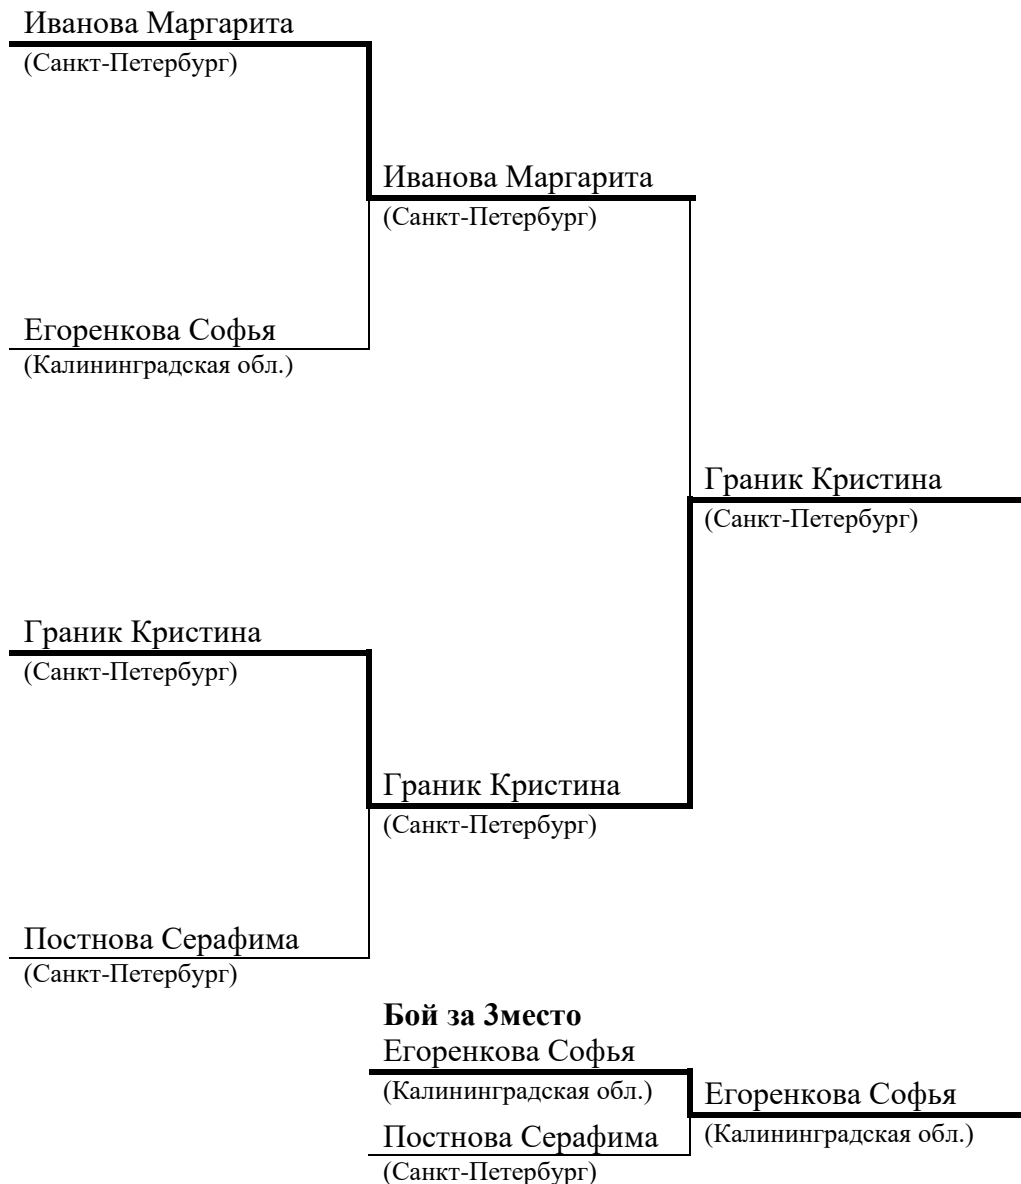 Иванова Маргарита
(Санкт-Петербург)
Иванова Маргарита
(Санкт-Петербург)
Егоренкова Софья
(Калининградская обл.)
Граник Кристина
(Санкт-Петербург)
Граник Кристина
(Санкт-Петербург)
Граник Кристина
(Санкт-Петербург)
Постнова Серафима
(Санкт-Петербург)
Бой за 3место
Егоренкова Софья
(Калининградская обл.)
Егоренкова Софья
(Калининградская обл.)
Постнова Серафима
(Санкт-Петербург)